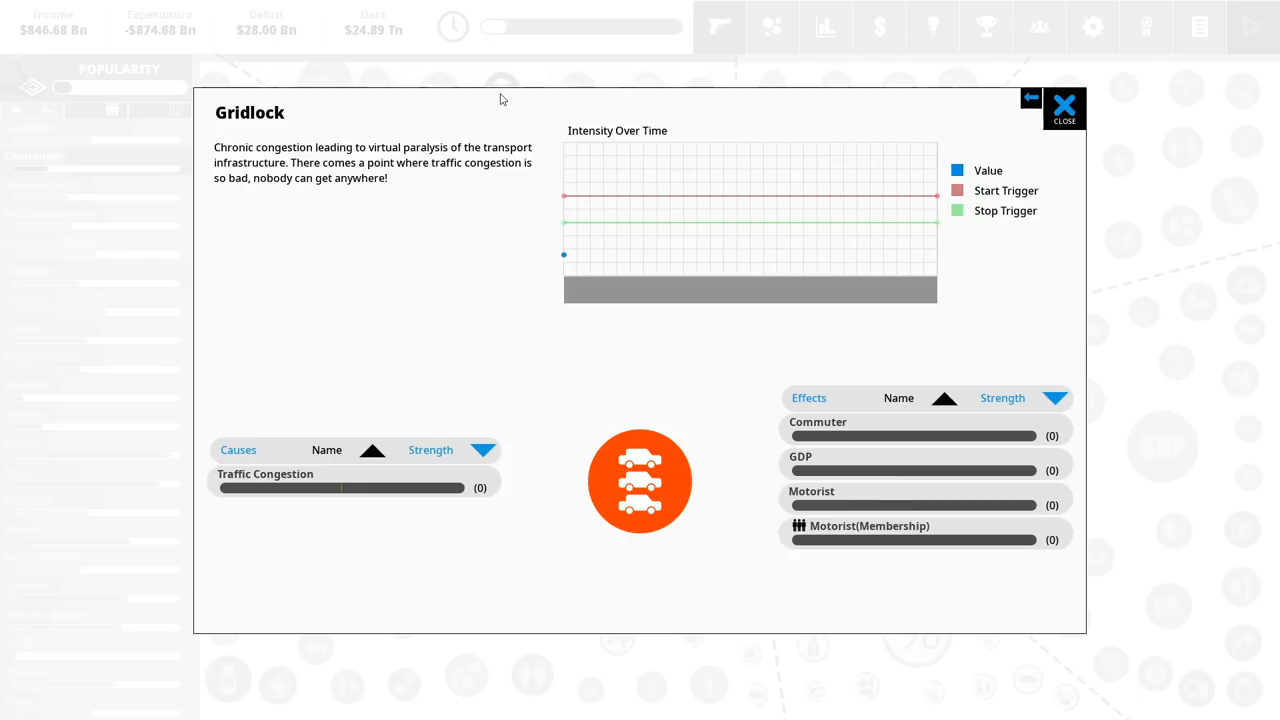 Income
Expenditure
Deficit
Debt
$846.68 Bn
-$874.68 Bn
$28.00 Bn
$24.89 Tn
POPULARITY
Gridlock
CLOSE
Chronic congestion leading to virtual paralysis of the transport
infrastructure. There comes a point where traffic congestion is
so bad, nobody can get anywhere!
Intensity Over Time
Value
Start Trigger
Stop Trigger
Causes
Name
Strength
Traffic Congestion
(0)
Effects
Name
Strength
Commuter
(0)
GDP
(0)
Motorist
(0)
Motorist(Membership)
(0)